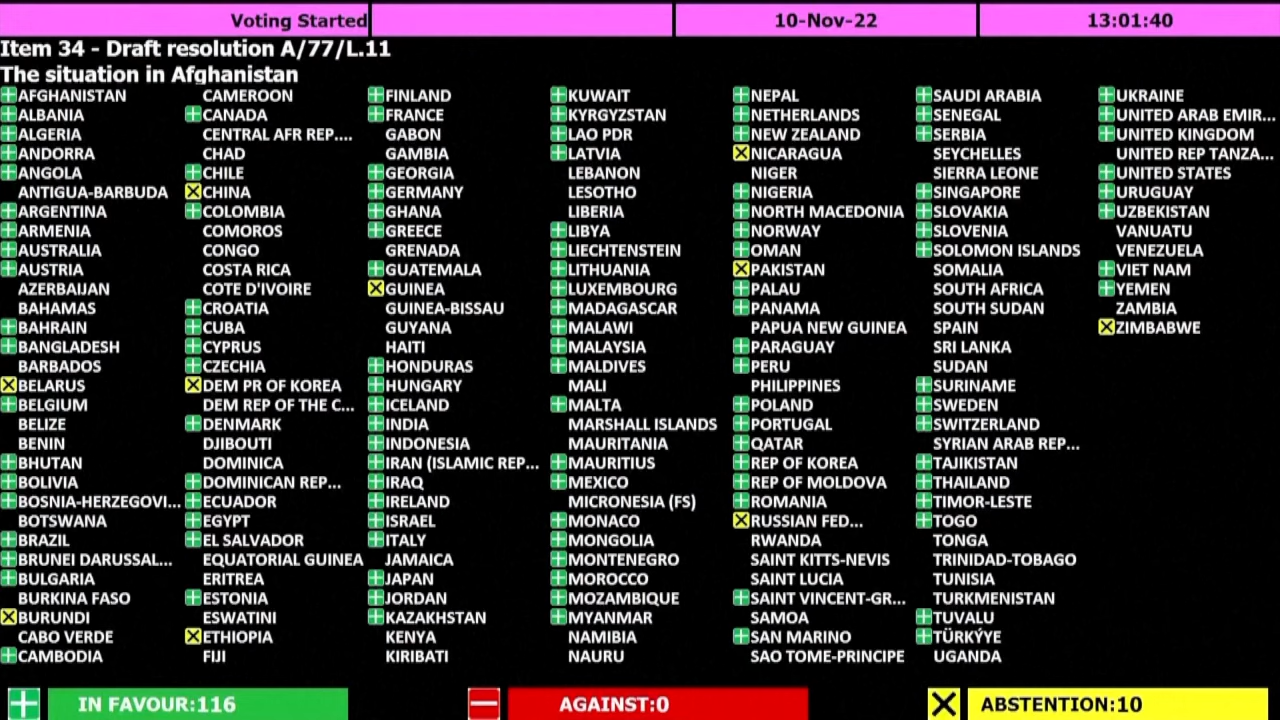 Voting Started 10-Nov-22 13:01:40
Item 34 - Draft resolution A/77/L.11
The situation in Afghanistan
AFGHANISTAN
ALBANIA
ALGERIA
ANDORRA
ANGOLA
ANTIGUA-BARBUDA
ARGENTINA
ARMENIA
AUSTRALIA
AUSTRIA
AZERBAIJAN
BAHAMAS
BAHRAIN
BANGLADESH
BARBADOS
BELARUS
BELGIUM
BELIZE
BENIN
BHUTAN
BOLIVIA
BOSNIA-HERZEGOVI...
BOTSWANA
BRAZIL
BRUNEI DARUSSAL...
BULGARIA
BURKINA FASO
BURUNDI
CABO VERDE
CAMBODIA
CAMEROON
CANADA
CENTRAL AFR REP....
CHAD
CHILE
CHINA
COLOMBIA
COMOROS
CONGO
COSTA RICA
COTE D'IVOIRE
CROATIA
CUBA
CYPRUS
CZECHIA
DEM PR OF KOREA
DEM REP OF THE C...
DENMARK
DJIBOUTI
DOMINICA
DOMINICAN REP...
ECUADOR
EGYPT
EL SALVADOR
EQUATORIAL GUINEA
ERITREA
ESTONIA
ESWATINI
ETHIOPIA
FIJI
FINLAND
FRANCE
GABON
GAMBIA
GEORGIA
GERMANY
GHANA
GREECE
GRENADA
GUATEMALA
GUINEA
GUINEA-BISSAU
GUYANA
HAITI
HONDURAS
HUNGARY
ICELAND
INDIA
INDONESIA
IRAN (ISLAMIC REP...
IRAQ
IRELAND
ISRAEL
ITALY
JAMAICA
JAPAN
JORDAN
KAZAKHSTAN
KENYA
KIRIBATI
KUWAIT
KYRGYZSTAN
LAO PDR
LATVIA
LEBANON
LESOTHO
LIBERIA
LIBYA
LIECHTENSTEIN
LITHUANIA
LUXEMBOURG
MADAGASCAR
MALAWI
MALAYSIA
MALDIVES
MALI
MALTA
MARSHALL ISLANDS
MAURITANIA
MAURITIUS
MEXICO
MICRONESIA (FS)
MONACO
MONGOLIA
MONTENEGRO
MOROCCO
MOZAMBIQUE
MYANMAR
NAMIBIA
NAURU
NEPAL
NETHERLANDS
NEW ZEALAND
NICARAGUA
NIGER
NIGERIA
NORTH MACEDONIA
NORWAY
OMAN
PAKISTAN
PALAU
PANAMA
PAPUA NEW GUINEA
PARAGUAY
PERU
PHILIPPINES
POLAND
PORTUGAL
QATAR
REP OF KOREA
REP OF MOLDOVA
ROMANIA
RUSSIAN FED...
RWANDA
SAINT KITTS-NEVIS
SAINT LUCIA
SAINT VINCENT-GR...
SAMOA
SAN MARINO
SAO TOME-PRINCIPE
SAUDI ARABIA
SENEGAL
SERBIA
SEYCHELLES
SIERRA LEONE
SINGAPORE
SLOVAKIA
SLOVENIA
SOLOMON ISLANDS
SOMALIA
SOUTH AFRICA
SOUTH SUDAN
SPAIN
SRI LANKA
SUDAN
SURINAME
SWEDEN
SWITZERLAND
SYRIAN ARAB REP...
TAJIKISTAN
THAILAND
TIMOR-LESTE
TOGO
TONGA
TRINIDAD-TOBAGO
TUNISIA
TURKMENISTAN
TUVALU
TÜRKÝYE
UGANDA
UKRAINE
UNITED ARAB EMIR...
UNITED KINGDOM
UNITED REP TANZA...
UNITED STATES
URUGUAY
UZBEKISTAN
VANUATU
VENEZUELA
VIET NAM
YEMEN
ZAMBIA
ZIMBABWE
IN FAVOUR:116 AGAINST:0 ABSTENTION:10